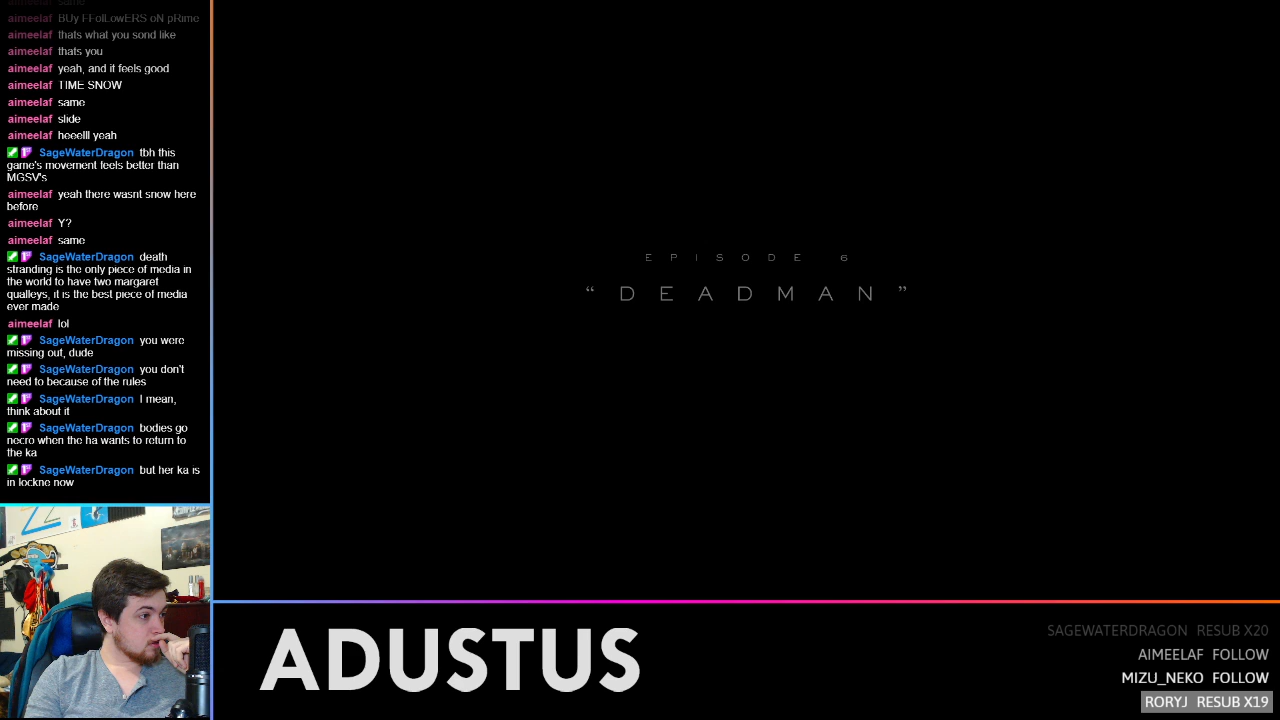 same
aimeelaf BUy FFolLowERS oN pRime
aimeelaf thats what you sond like
aimeelaf thats you
aimeelaf yeah, and it feels good
aimeelaf TIME SNOW
aimeelaf same
aimeelaf slide
aimeelaf heeelll yeah
SageWaterDragon tbh this
game's movement feels better than
MGSV's
aimeelaf yeah there wasnt snow here
before
aimeelaf Y?
aimeelaf same
SageWaterDragon death
stranding is the only piece of media in
the world to have two margaret
qualleys, it is the best piece of media
ever made
aimeelaf lol
SageWaterDragon you were
missing out, dude
SageWaterDragon you don't
need to because of the rules
SageWaterDragon I mean,
think about it
SageWaterDragon bodies go
necro when the ha wants to return to
the ka
SageWaterDragon but her ka is
in lockne now
EPISODE 6
“DEADMAN”
ADUSTUS
SAGEWATERDRAGON RESUB X20
AIMEELAF FOLLOW
MIZU_NEKO FOLLOW
RORYJ RESUB X19